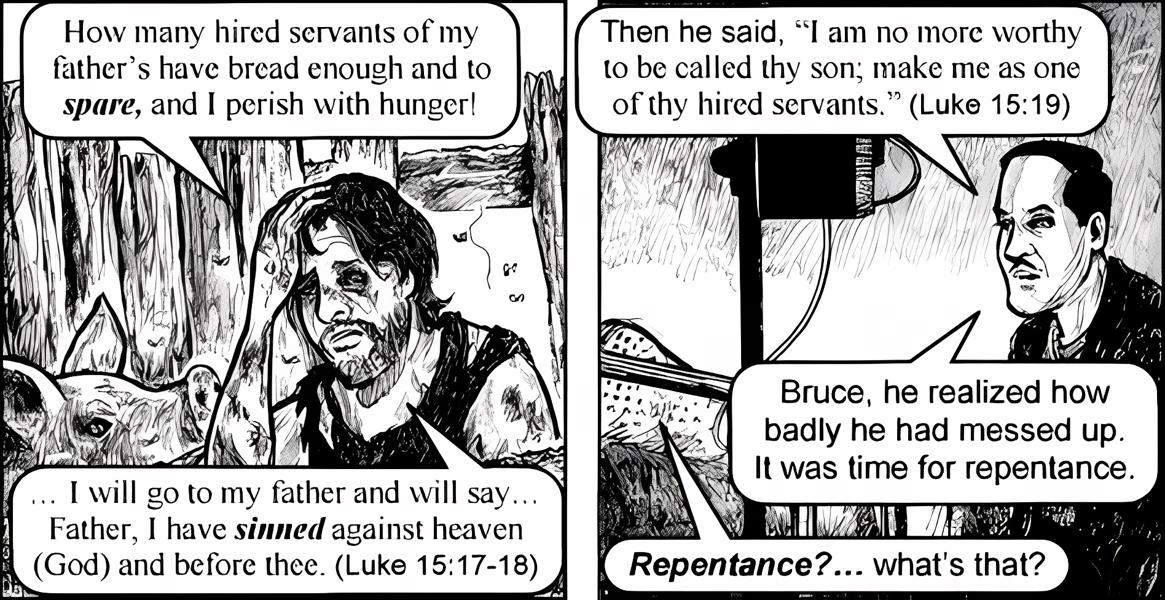 How many hired servants of my
father's have bread enough and to
spare, and I perish with hunger!
... I will go to my father and will say...
Father, I have sinned against heaven
(God) and before thee. (Luke 15:17-18)
Then he said, “I am no more worthy
to be called thy son; make me as one
of thy hired servants.” (Luke 15:19)
Bruce, he realized how
badly he had messed up.
It was time for repentance.
Repentance?... what's that?